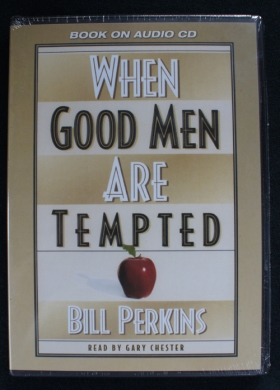 BOOK ON AUDIO CD
WHEN
GOOD MEN
ARE
TEMPTED
BILL PERKINS
READ BY GARY CHESTER